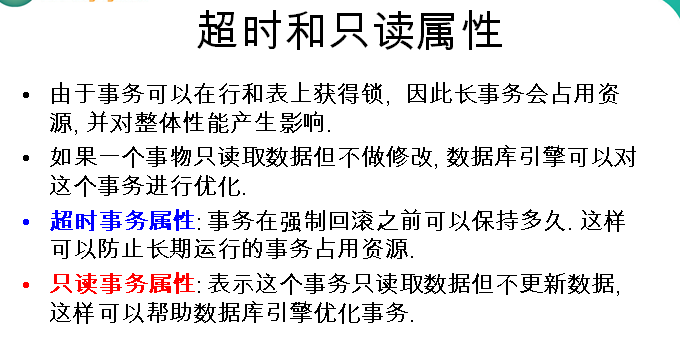 超时和只读属性
• 由于事务可以在行和表上获得锁, 因此长事务会占用资
源, 并对整体性能产生影响.
• 如果一个事物只读取数据但不做修改, 数据库引擎可以对
这个事务进行优化.
• 超时事务属性: 事务在强制回滚之前可以保持多久. 这样
可以防止长期运行的事务占用资源.
• 只读事务属性: 表示这个事务只读取数据但不更新数据,
这样可以帮助数据库引擎优化事务.